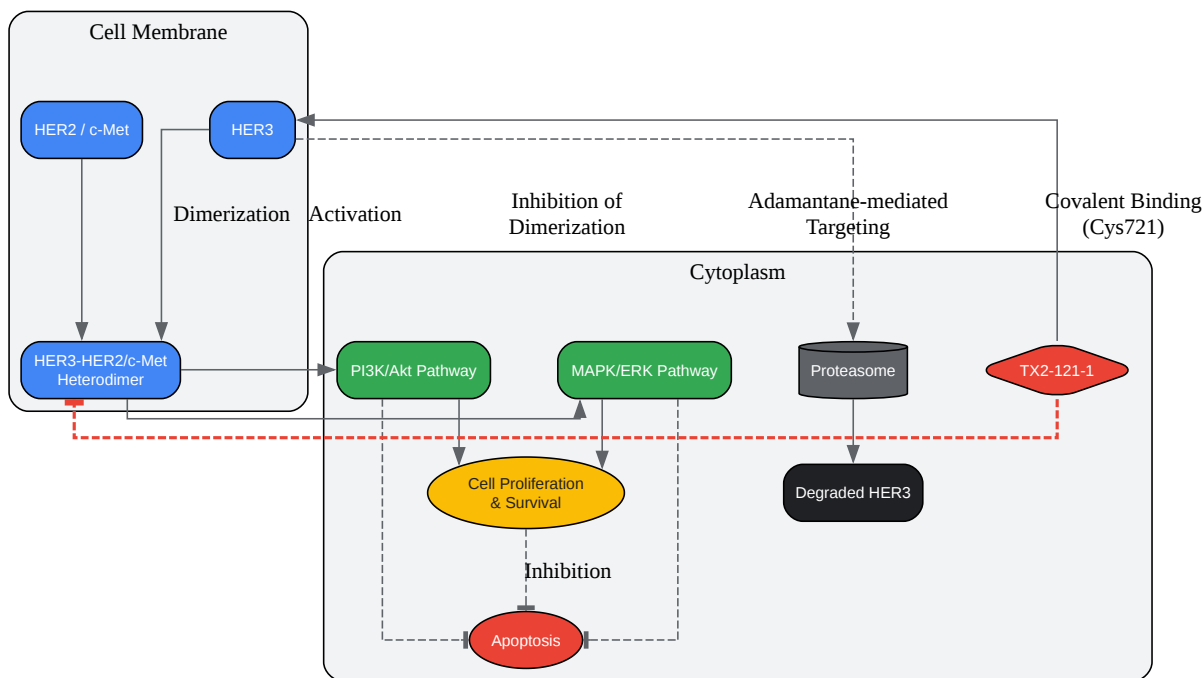 Cell Membrane
HER2 / c-Met
HER3
Dimerization
Activation
Inhibition of
Dimerization
Adamantane-mediated
Targeting
Covalent Binding
(Cys721)
Cytoplasm
HER3-HER2/c-Met
Heterodimer
PI3K/Akt Pathway
MAPK/ERK Pathway
Proteasome
TX2-121-1
Cell Proliferation
& Survival
Degraded HER3
Inhibition
Apoptosis